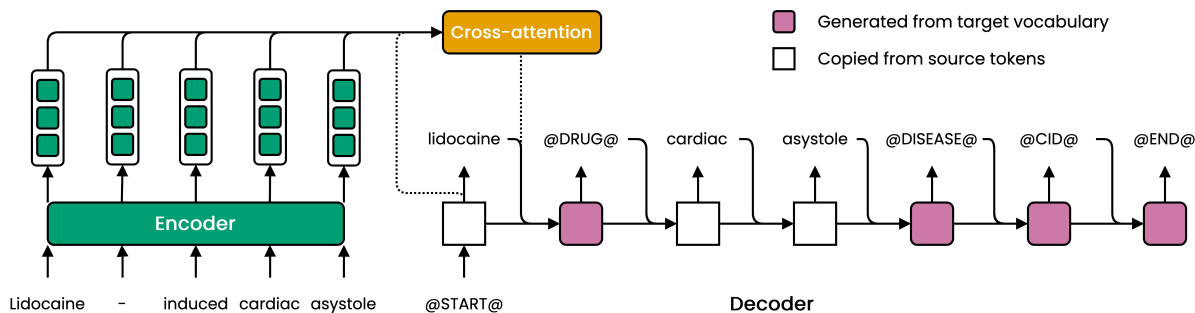 Cross-attention
Generated from target vocabulary
Copied from source tokens
lidocaine @DRUG@ cardiac asystole @DISEASE@ @CID@ @END@
Encoder
Lidocaine - induced cardiac asystole @START@ Decoder